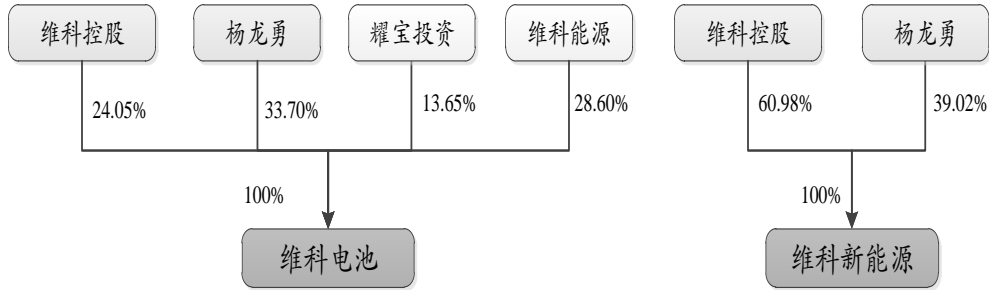 维科控股
杨龙勇
耀宝投资
维科能源
维科控股
杨龙勇
24.05%
33.70%
13.65%
28.60%
60.98%
39.02%
100%
100%
维科电池
维科新能源